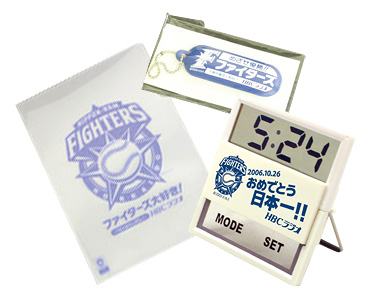 めざせ優勝!!
ファイターズ
HBCラジオ
FIGHTERS
ファイターズ大好き!
HBCラジオ
5:24
FIGHTERS
2006.10.26
おめでとう
日本一!!
HBCラジオ
MODE SET